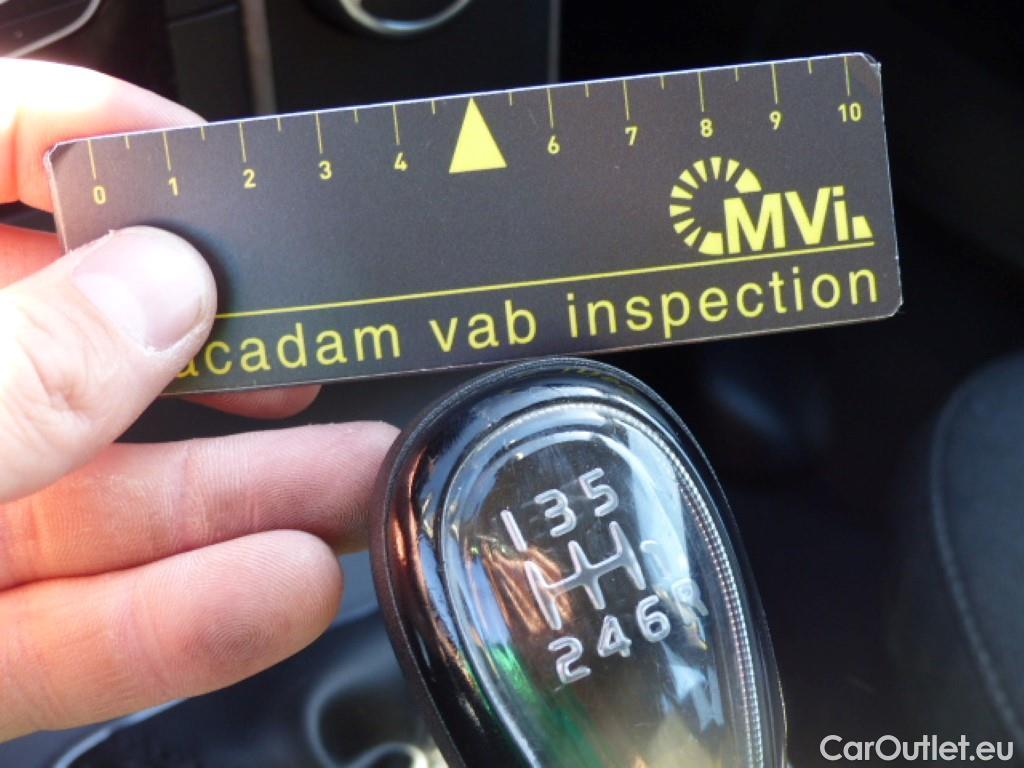 0 1 2 3 4 6 7 8 9 10
MVi
acadam vab inspection
1 3 5
2 4 6 R
CarOutlet.eu